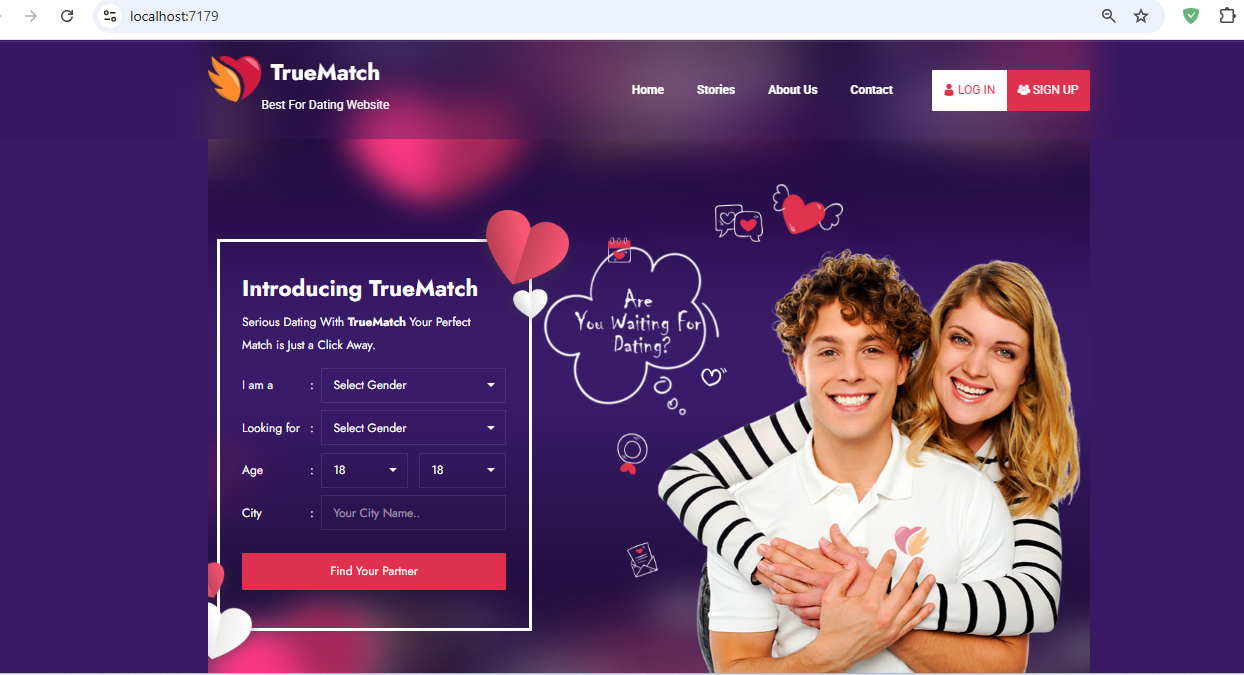 localhost:7179
TrueMatch
Best For Dating Website
Home
Stories
About Us
Contact
LOG IN
SIGN UP
Introducing TrueMatch
Serious Dating With TrueMatch Your Perfect
Match is Just a Click Away.
I am a : Select Gender
Looking for : Select Gender
Age : 18 18
City : Your City Name..
Find Your Partner
Are
You Waiting For
Dating?